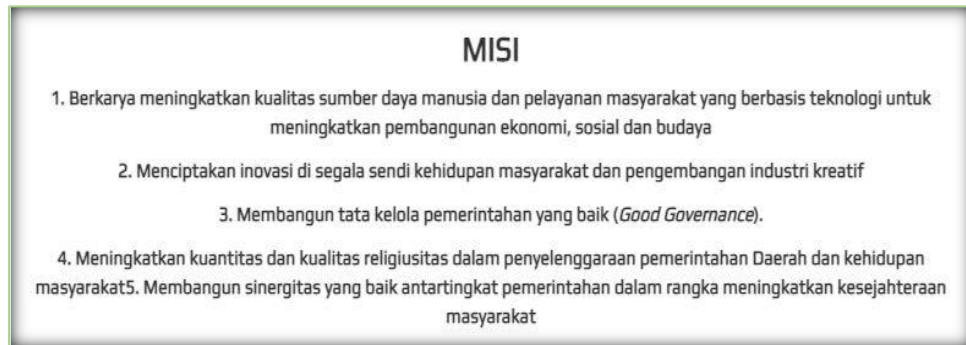 MISI
1. Berkarya meningkatkan kualitas sumber daya manusia dan pelayanan masyarakat yang berbasis teknologi untuk
meningkatkan pembangunan ekonomi, sosial dan budaya
2. Menciptakan inovasi di segala sendi kehidupan masyarakat dan pengembangan industri kreatif
3. Membangun tata kelola pemerintahan yang baik (Good Governance).
4. Meningkatkan kuantitas dan kualitas religiusitas dalam penyelenggaraan pemerintahan Daerah dan kehidupan
masyarakat5. Membangun sinergitas yang baik antartingkat pemerintahan dalam rangka meningkatkan kesejahteraan
masyarakat